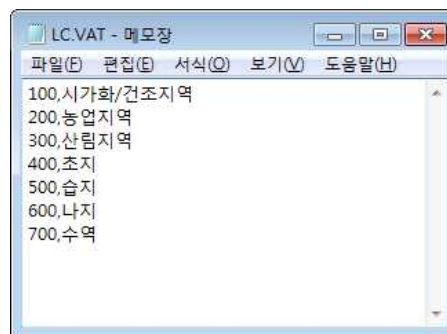 LC.VAT - 메모장
파일(F) 편집(E) 서식(O) 보기(V) 도움말(H)
100,시가화/건조지역
200,농업지역
300,산림지역
400,초지
500,습지
600,나지
700,수역